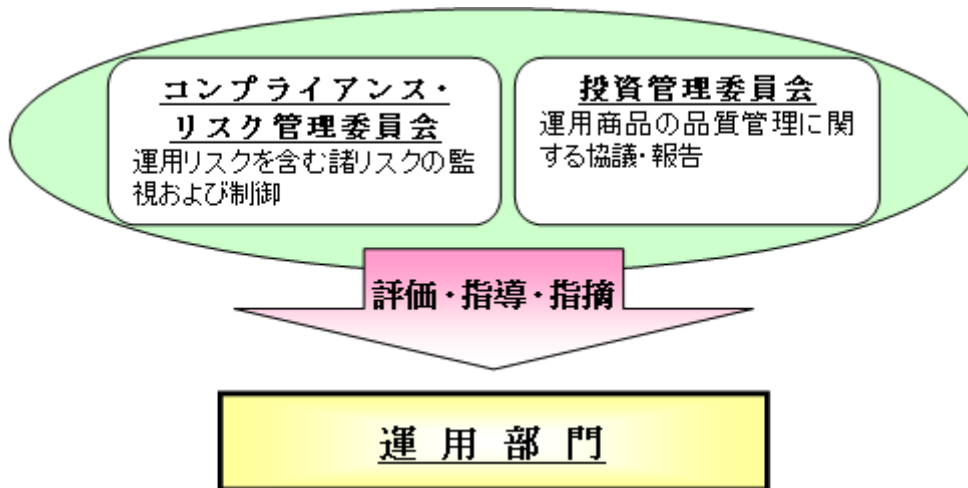 コンプライアンス・
リスク管理委員会
運用リスクを含む諸リスクの監
視および制御
投資管理委員会
運用商品の品質管理に関
する協議・報告
評価・指導・指摘
運用部門